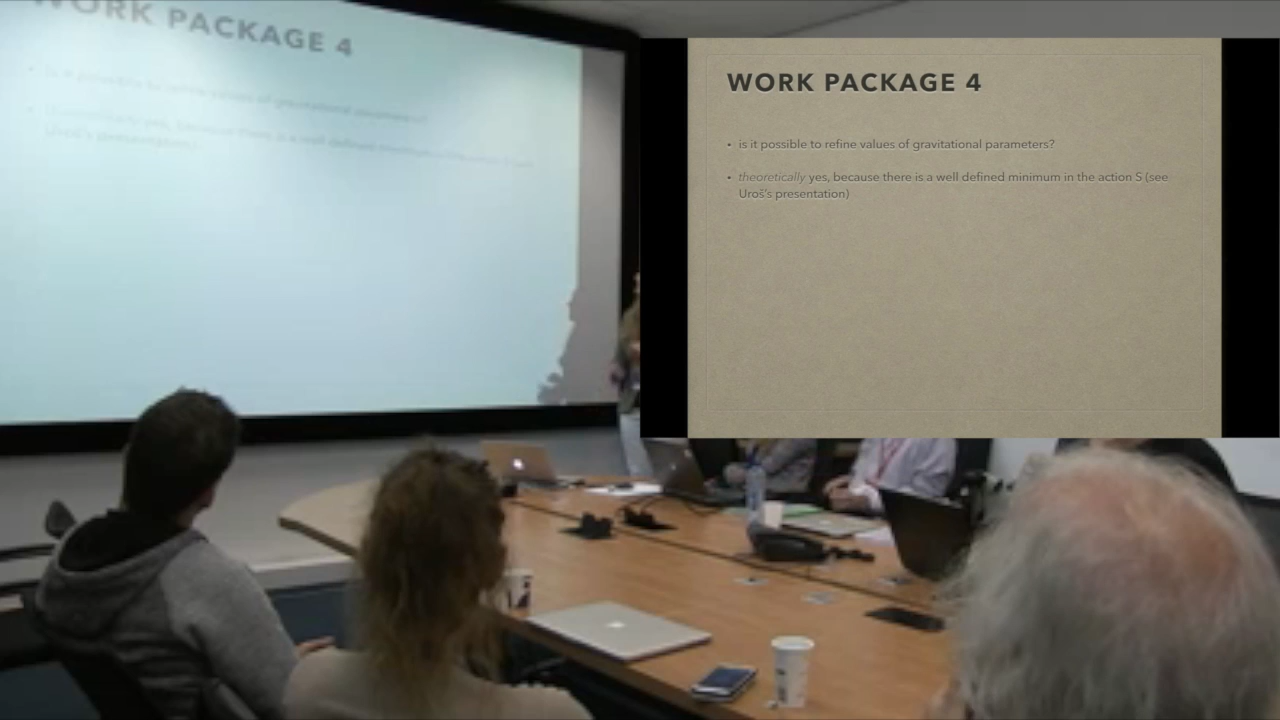 WORK PACKAGE 4
WORK PACKAGE 4
• is it possible to refine values of gravitational parameters?
• theoretically yes, because there is a well defined minimum in the action S (see
Uroš's presentation)